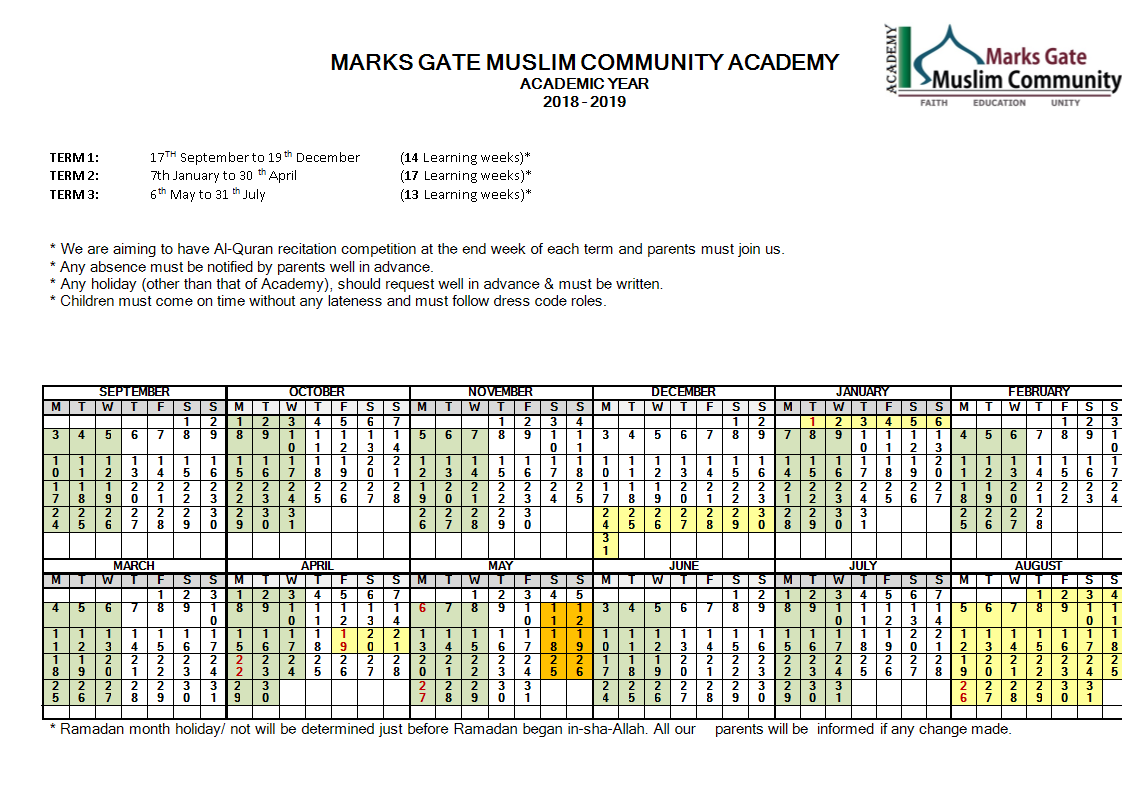 ACADEMY
Marks Gate
Muslim Community
FAITH EDUCATION UNITY
MARKS GATE MUSLIM COMMUNITY ACADEMY
ACADEMIC YEAR
2018 - 2019
TERM 1: 17TH September to 19th December (14 Learning weeks)*
TERM 2: 7th January to 30 th April (17 Learning weeks)*
TERM 3: 6th May to 31 th July (13 Learning weeks)*
* We are aiming to have Al-Quran recitation competition at the end week of each term and parents must join us.
* Any absence must be notified by parents well in advance.
* Any holiday (other than that of Academy), should request well in advance & must be written.
* Children must come on time without any lateness and must follow dress code roles.
SEPTEMBER OCTOBER NOVEMBER DECEMBER JANUARY FEBRUARY
M T W T F S S M T W T F S S M T W T F S S M T W T F S S M T W T F S S M T W T F S S
1 2 1 2 3 4 5 6 7 1 2 3 4 1 2 1 2 3 4 5 6 1 2 3
3 4 5 6 7 8 9 8 9 10 11 12 13 14 5 6 7 8 9 10 11 3 4 5 6 7 8 9 7 8 9 10 11 12 13 4 5 6 7 8 9 10
10 11 12 13 14 15 16 15 16 17 18 19 20 21 12 13 14 15 16 17 18 10 11 12 13 14 15 16 14 15 16 17 18 19 20 11 12 13 14 15 16 17
17 18 19 20 21 22 23 22 23 24 25 26 27 28 19 20 21 22 23 24 25 17 18 19 20 21 22 23 21 22 23 24 25 26 27 18 19 20 21 22 23 24
24 25 26 27 28 29 30 29 30 31 26 27 28 29 30 24 25 26 27 28 29 30 28 29 30 31 25 26 27 28
31
MARCH APRIL MAY JUNE JULY AUGUST
M T W T F S S M T W T F S S M T W T F S S M T W T F S S M T W T F S S M T W T F S S
1 2 3 1 2 3 4 5 6 7 1 2 3 4 5 1 2 1 2 3 4 5 6 7 1 2 3 4
4 5 6 7 8 9 10 8 9 10 11 12 13 14 6 7 8 9 10 11 12 3 4 5 6 7 8 9 8 9 10 11 12 13 14 5 6 7 8 9 10 11
11 12 13 14 15 16 17 15 16 17 18 19 20 21 13 14 15 16 17 18 19 10 11 12 13 14 15 16 15 16 17 18 19 20 21 12 13 14 15 16 17 18
18 19 20 21 22 23 24 22 23 24 25 26 27 28 20 21 22 23 24 25 26 17 18 19 20 21 22 23 22 23 24 25 26 27 28 19 20 21 22 23 24 25
25 26 27 28 29 30 31 29 30 27 28 29 30 31 24 25 26 27 28 29 30 29 30 31 26 27 28 29 30 31
* Ramadan month holiday/ not will be determined just before Ramadan began in-sha-Allah. All our parents will be informed if any change made.